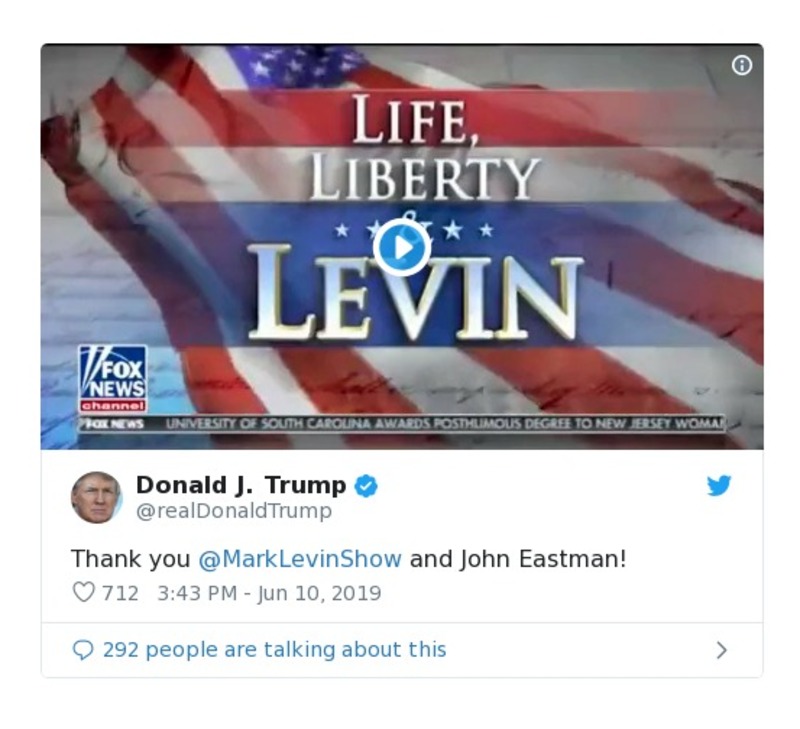 LIFE,
LIBERTY
&
LEVIN
FOX
NEWS
channel
FOX NEWS UNIVERSITY OF SOUTH CAROLINA AWARDS POSTHUMOUS DEGREE TO NEW JERSEY WOMAN
Donald J. Trump
@realDonaldTrump
Thank you @MarkLevinShow and John Eastman!
712 3:43 PM - Jun 10, 2019
292 people are talking about this